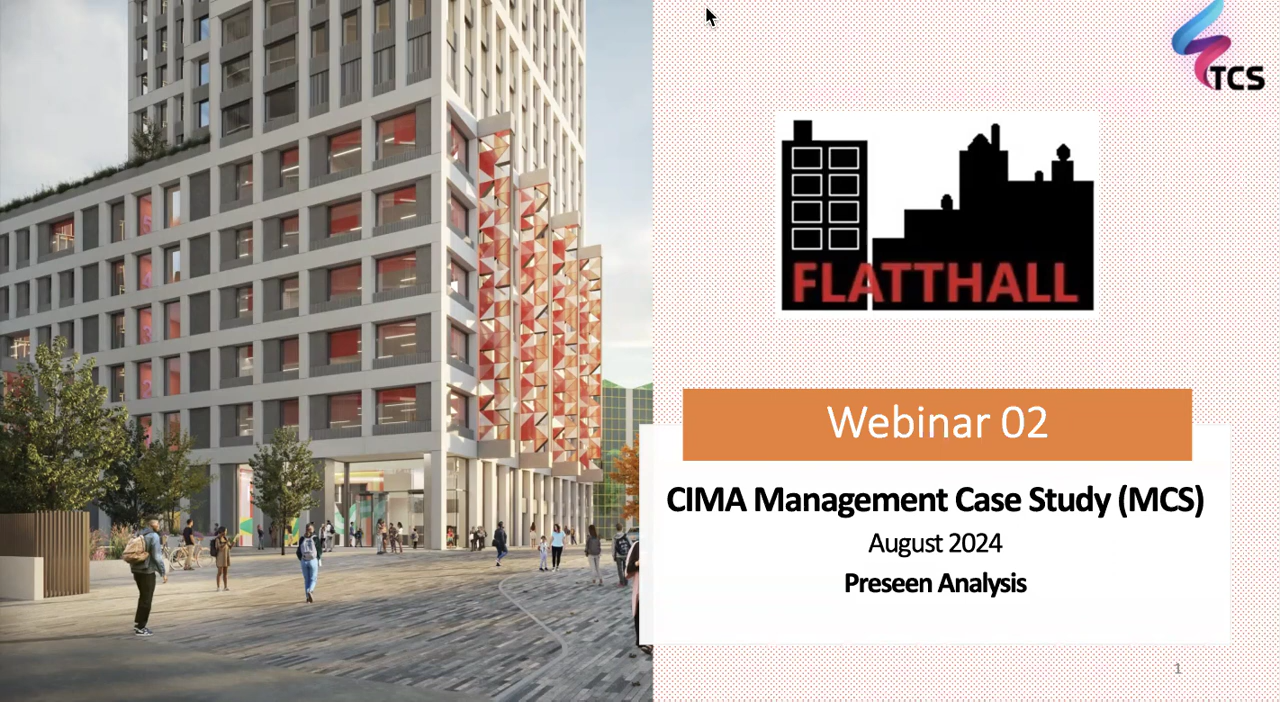 TCS
FLATTHALL
Webinar 02
CIMA Management Case Study (MCS)
August 2024
Preseen Analysis
1